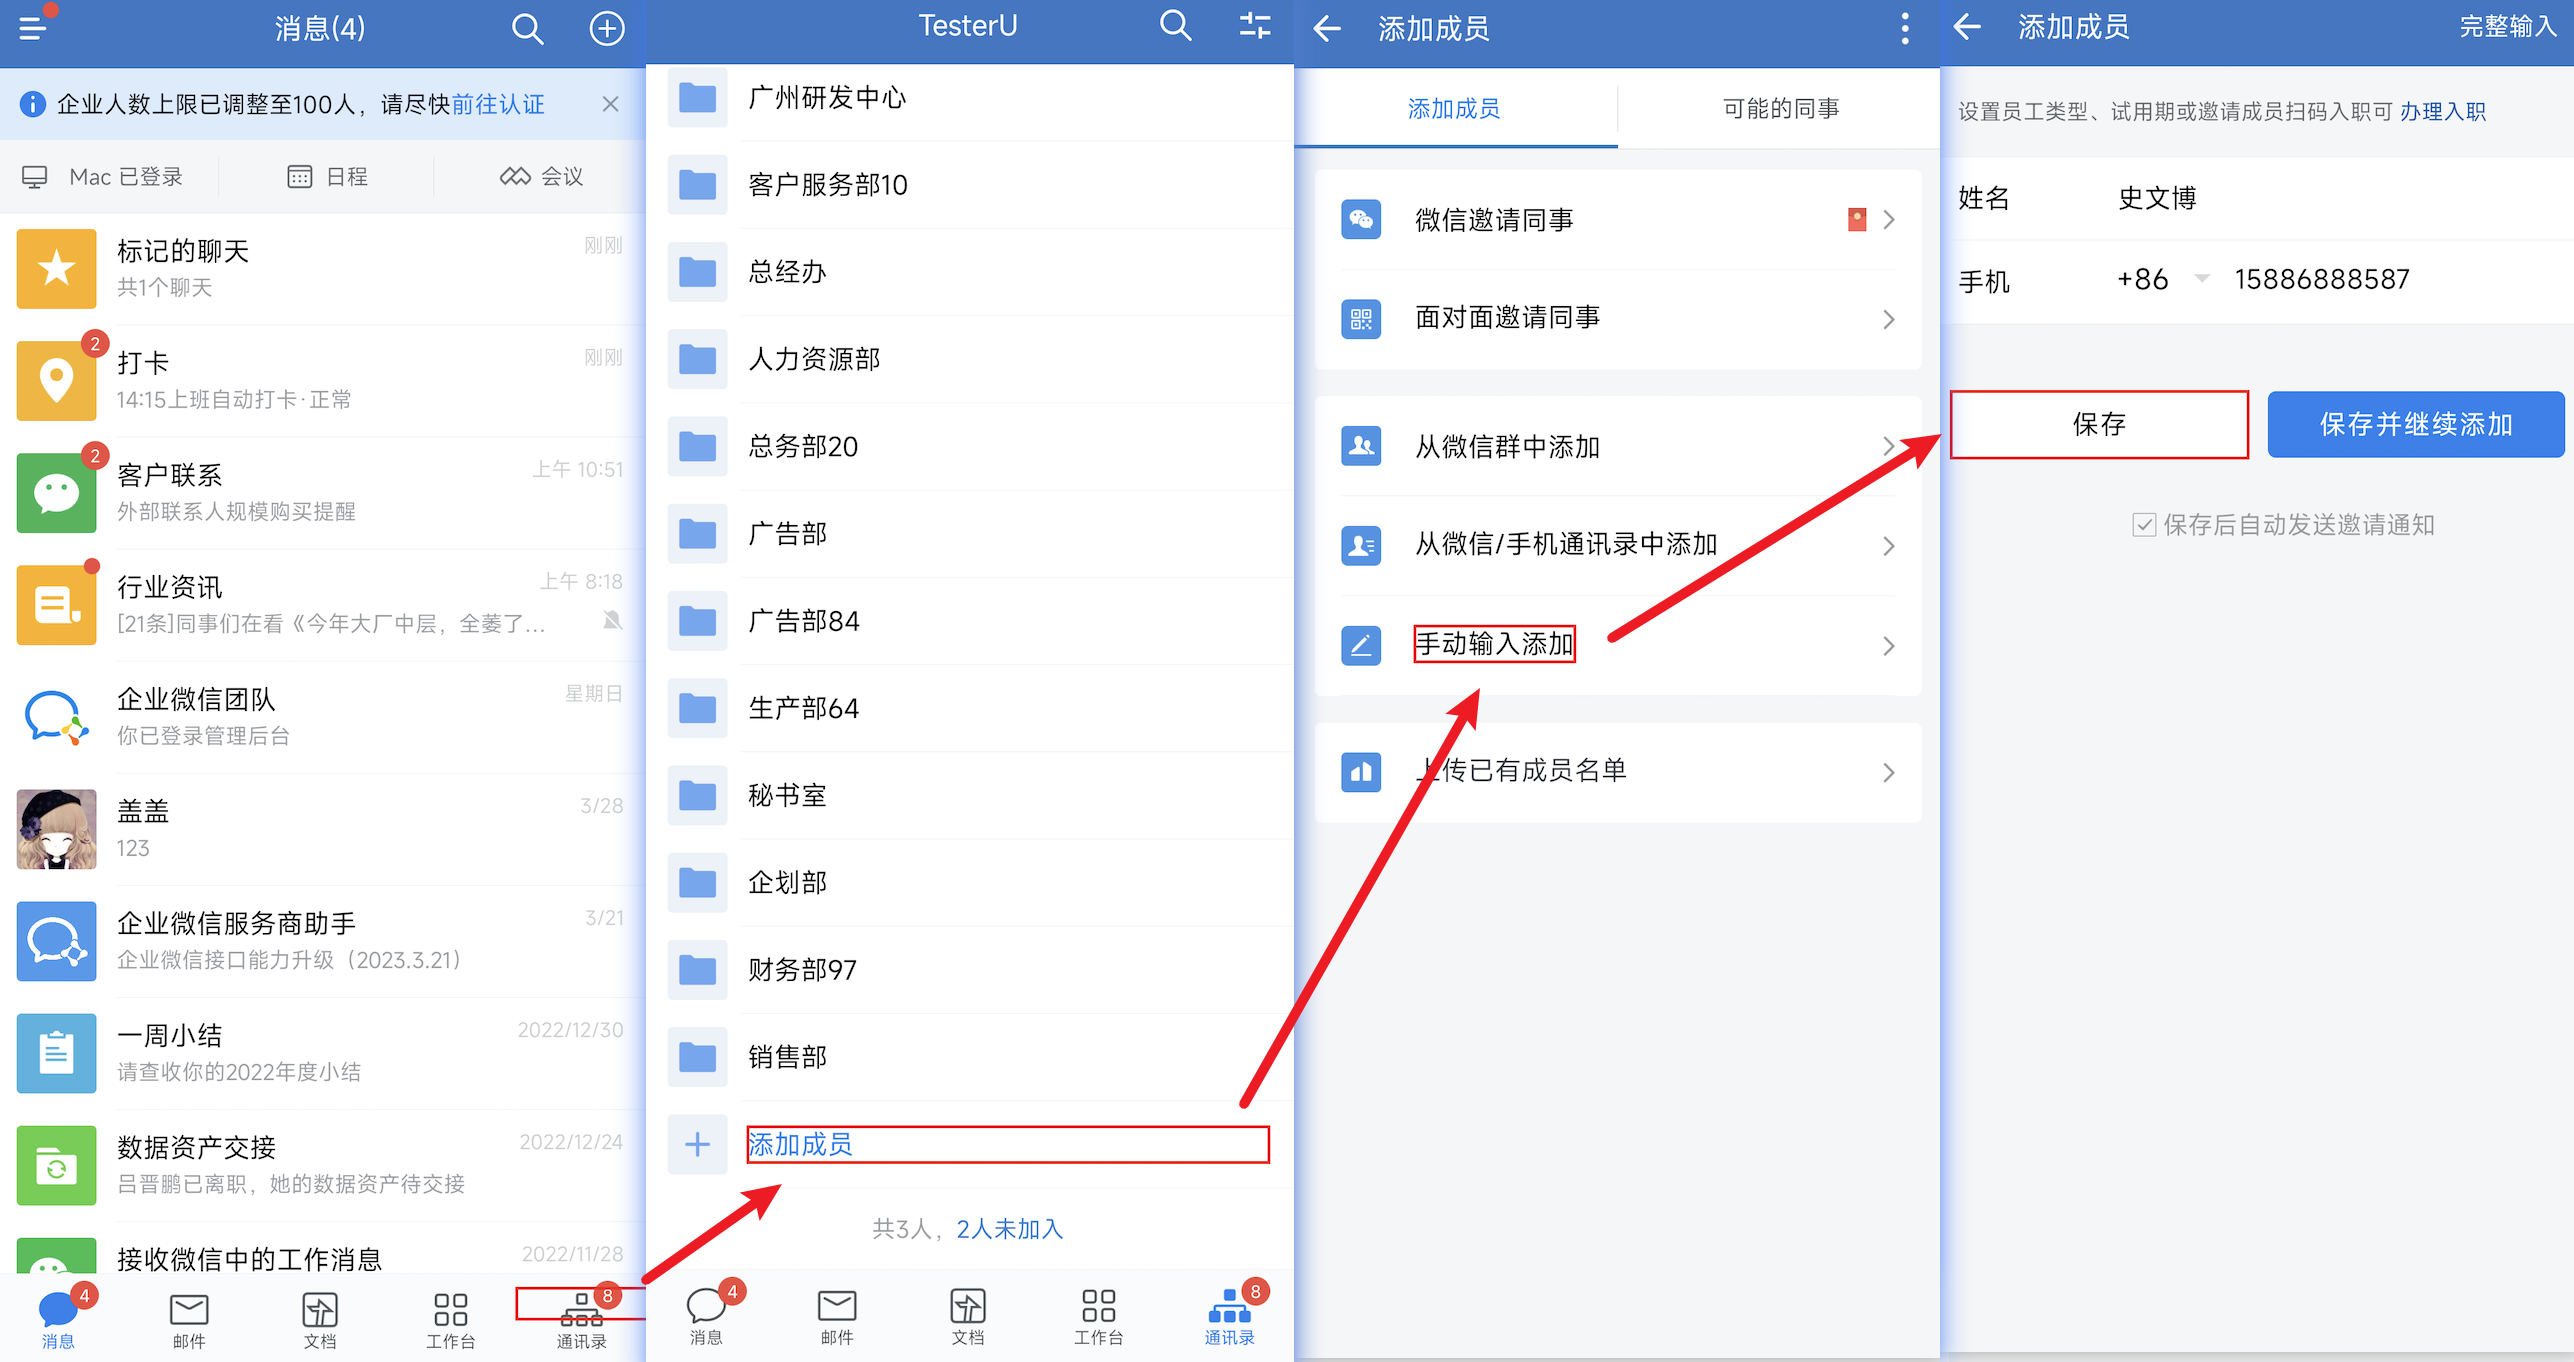 消息(4)
企业人数上限已调整至100人，请尽快前往认证
Mac 已登录
日程
会议
标记的聊天
刚刚
共1个聊天
2
打卡
刚刚
14:15上班自动打卡·正常
2
客户联系
上午 10:51
外部联系人规模购买提醒
行业资讯
上午 8:18
[21条]同事们在看《今年大厂中层，全萎了...
企业微信团队
星期日
你已登录管理后台
盖盖
3/28
123
企业微信服务商助手
3/21
企业微信接口能力升级（2023.3.21）
一周小结
2022/12/30
请查收你的2022年度小结
数据资产交接
2022/12/24
吕晋鹏已离职，她的数据资产待交接
接收微信中的工作消息
2022/11/28
4
8
消息
邮件
文档
工作台
通讯录
TesterU
广州研发中心
客户服务部10
总经办
人力资源部
总务部20
广告部
广告部84
生产部64
秘书室
企划部
财务部97
销售部
添加成员
共3人，2人未加入
4
8
消息
邮件
文档
工作台
通讯录
添加成员
添加成员
可能的同事
微信邀请同事
面对面邀请同事
从微信群中添加
从微信/手机通讯录中添加
手动输入添加
上传已有成员名单
添加成员
完整输入
设置员工类型、试用期或邀请成员扫码入职可 办理入职
姓名
史文博
手机
+86
15886888587
保存
保存并继续添加
保存后自动发送邀请通知